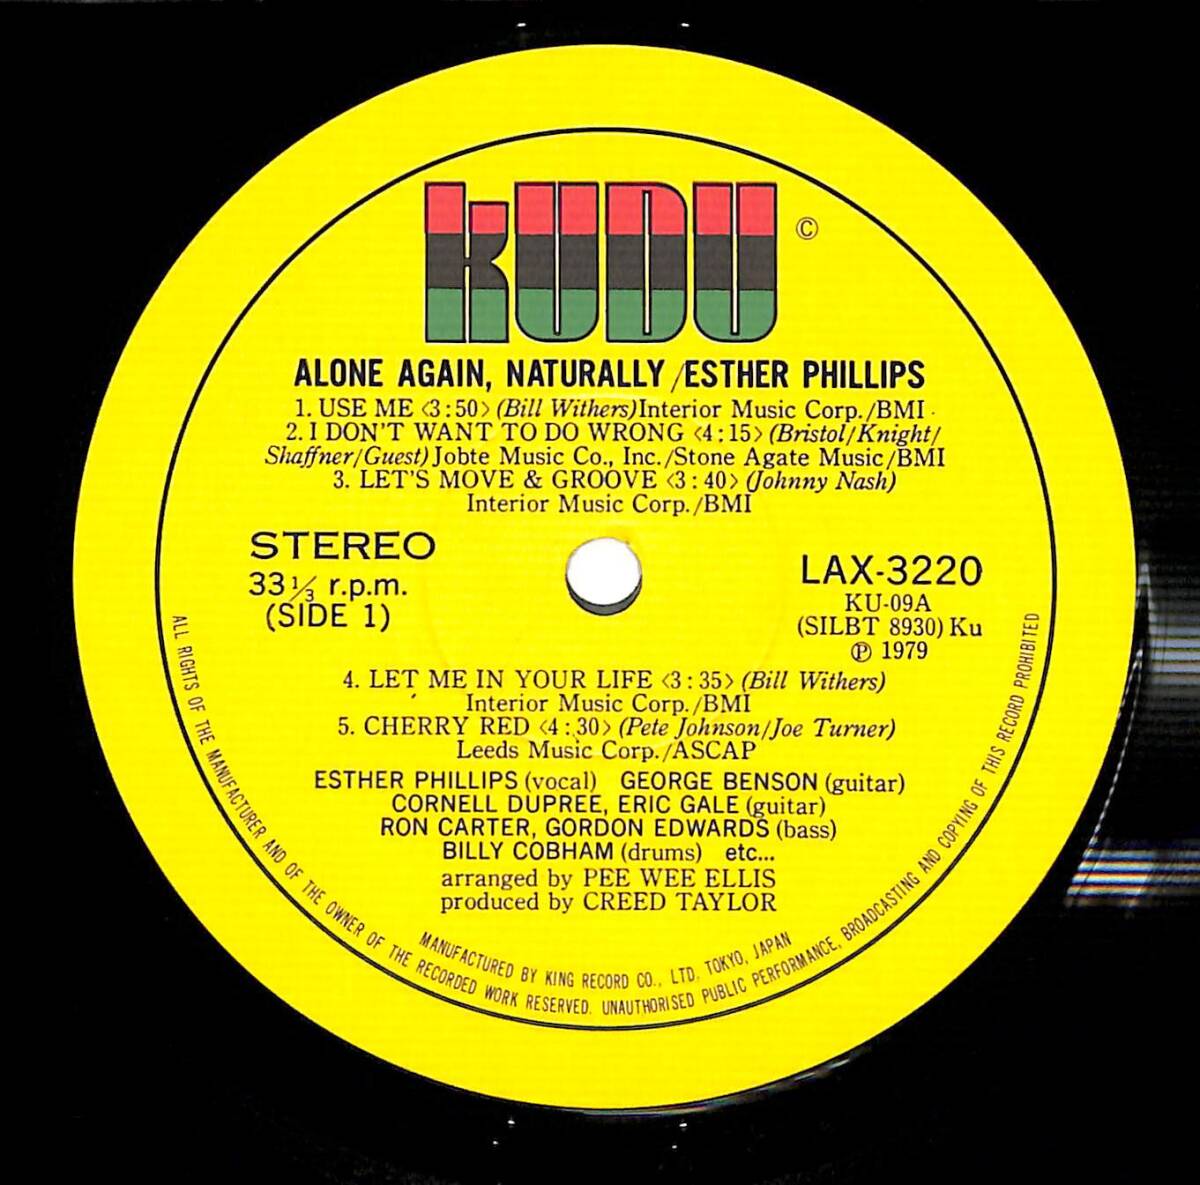 KUDU ©
ALONE AGAIN, NATURALLY/ESTHER PHILLIPS
1. USE ME <3:50> (Bill Withers)Interior Music Corp./BMI
2. I DON'T WANT TO DO WRONG <4:15> (Bristol/Knight/
Shaffner/Guest) Jobte Music Co., Inc./Stone Agate Music/BMI
3. LET'S MOVE & GROOVE <3:40> (Johnny Nash)
Interior Music Corp./BMI
STEREO
33 1/3 r.p.m.
(SIDE 1)
LAX-3220
KU-09A
(SILBT 8930) Ku
℗ 1979
4. LET ME IN YOUR LIFE <3:35> (Bill Withers)
Interior Music Corp./BMI
5. CHERRY RED <4:30> (Pete Johnson/Joe Turner)
Leeds Music Corp./ASCAP
ESTHER PHILLIPS (vocal) GEORGE BENSON (guitar)
CORNELL DUPREE, ERIC GALE (guitar)
RON CARTER, GORDON EDWARDS (bass)
BILLY COBHAM (drums) etc...
arranged by PEE WEE ELLIS
produced by CREED TAYLOR
MANUFACTURED BY KING RECORD CO., LTD. TOKYO, JAPAN
ALL RIGHTS OF THE MANUFACTURER AND OF THE OWNER OF THE RECORDED WORK RESERVED. UNAUTHORISED PUBLIC PERFORMANCE, BROADCASTING AND COPYING OF THIS RECORD PROHIBITED